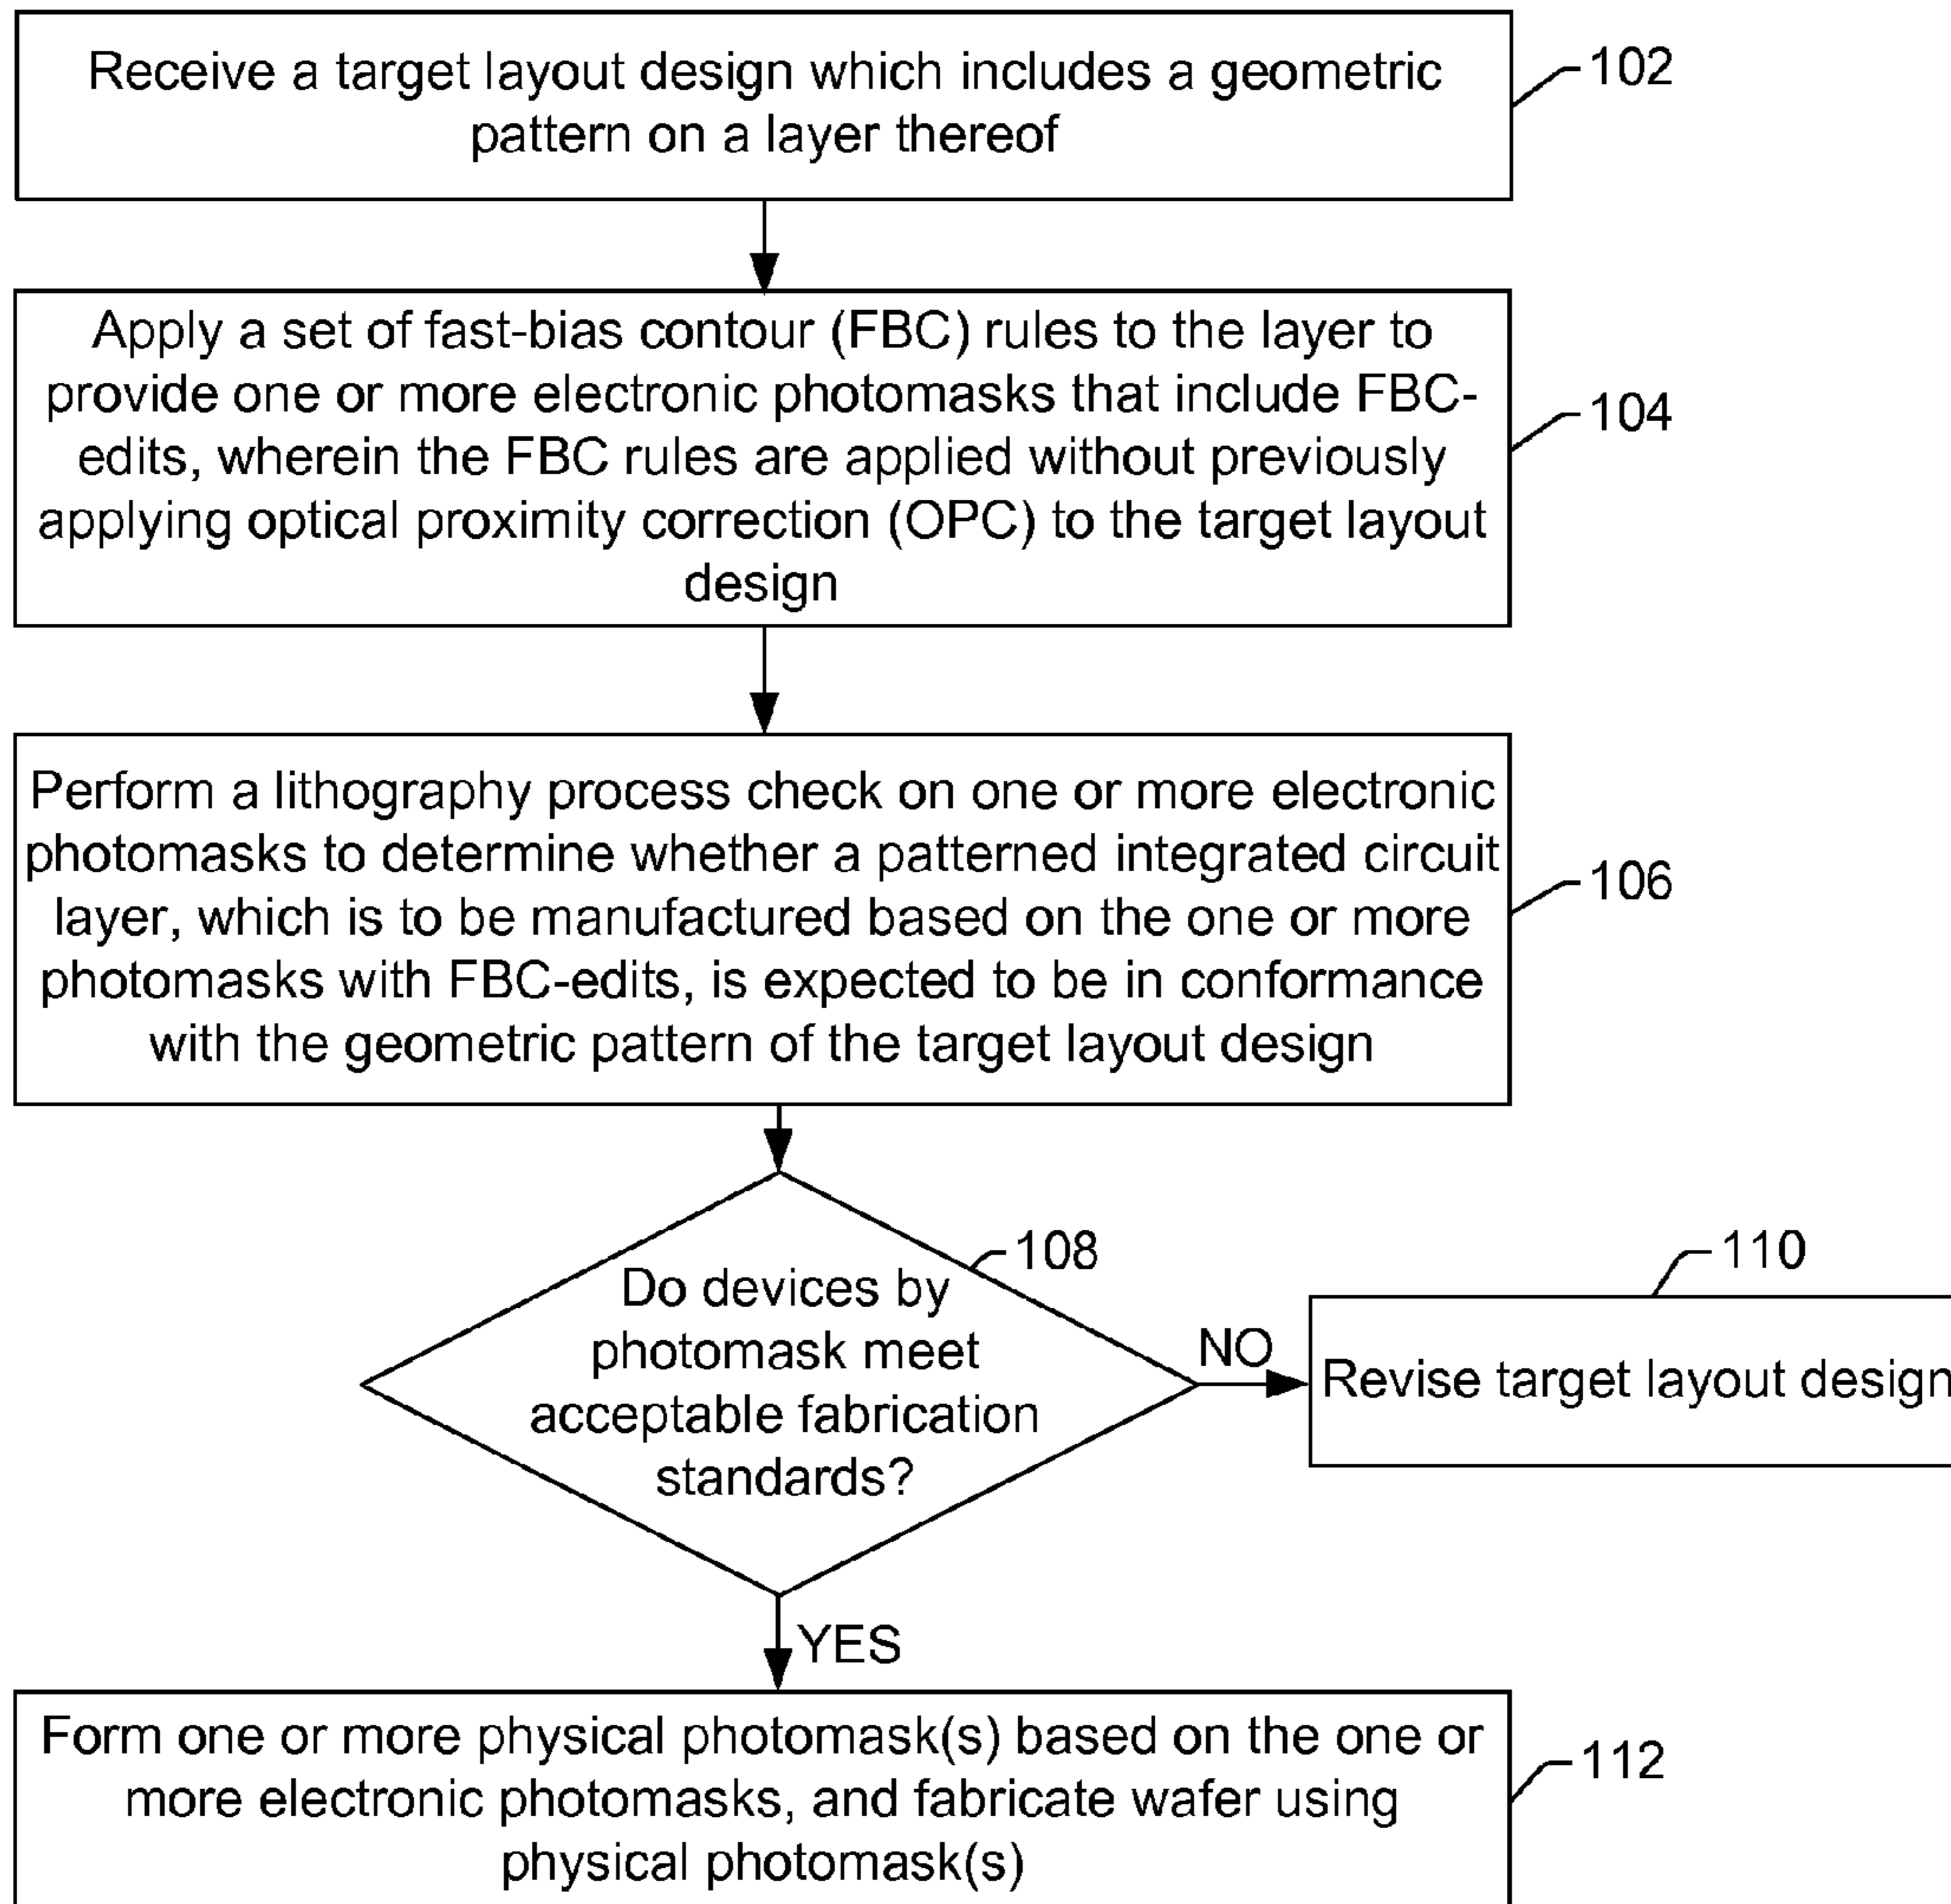 Receive a target layout design which includes a geometric
pattern on a layer thereof
102
Apply a set of fast-bias contour (FBC) rules to the layer to
provide one or more electronic photomasks that include FBC-
edits, wherein the FBC rules are applied without previously
applying optical proximity correction (OPC) to the target layout
design
104
Perform a lithography process check on one or more electronic
photomasks to determine whether a patterned integrated circuit
layer, which is to be manufactured based on the one or more
photomasks with FBC-edits, is expected to be in conformance
with the geometric pattern of the target layout design
106
108
Do devices by
photomask meet
acceptable fabrication
standards?
NO
110
Revise target layout design
YES
Form one or more physical photomask(s) based on the one or
more electronic photomasks, and fabricate wafer using
physical photomask(s)
112